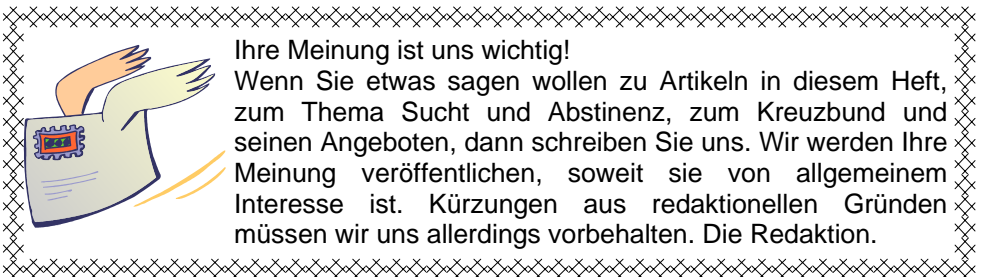 Ihre Meinung ist uns wichtig!
Wenn Sie etwas sagen wollen zu Artikeln in diesem Heft,
zum Thema Sucht und Abstinenz, zum Kreuzbund und
seinen Angeboten, dann schreiben Sie uns. Wir werden Ihre
Meinung veröffentlichen, soweit sie von allgemeinem
Interesse ist. Kürzungen aus redaktionellen Gründen
müssen wir uns allerdings vorbehalten. Die Redaktion.